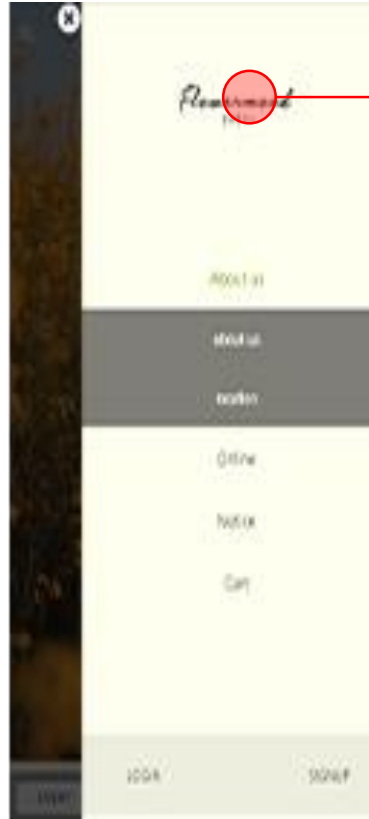 About us
about us
location
Online
Notice
Cart
LOGIN
SIGNUP